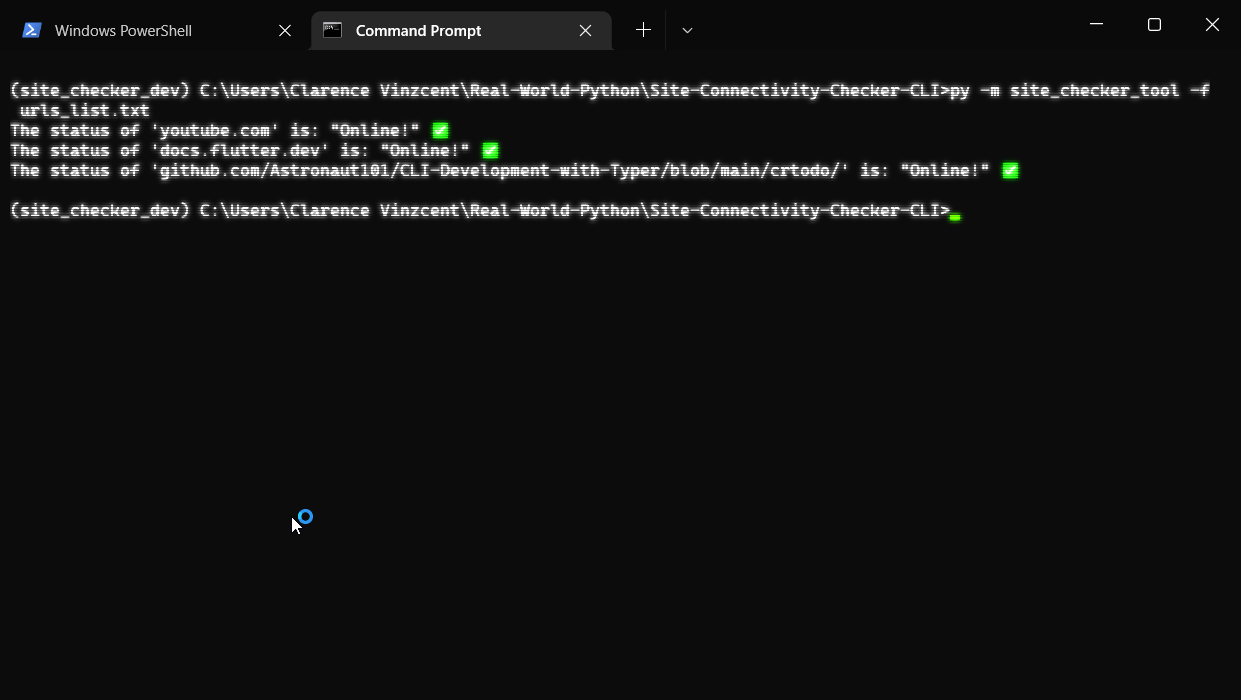 Windows PowerShell
Command Prompt
(site_checker_dev) C:\Users\Clarence Vinzcent\Real-World-Python\Site-Connectivity-Checker-CLI>py -m site_checker_tool -f
urls_list.txt
The status of 'youtube.com' is: "Online!" ✅
The status of 'docs.flutter.dev' is: "Online!" ✅
The status of 'github.com/Astronaut101/CLI-Development-with-Typer/blob/main/crtodo/' is: "Online!" ✅
(site_checker_dev) C:\Users\Clarence Vinzcent\Real-World-Python\Site-Connectivity-Checker-CLI>